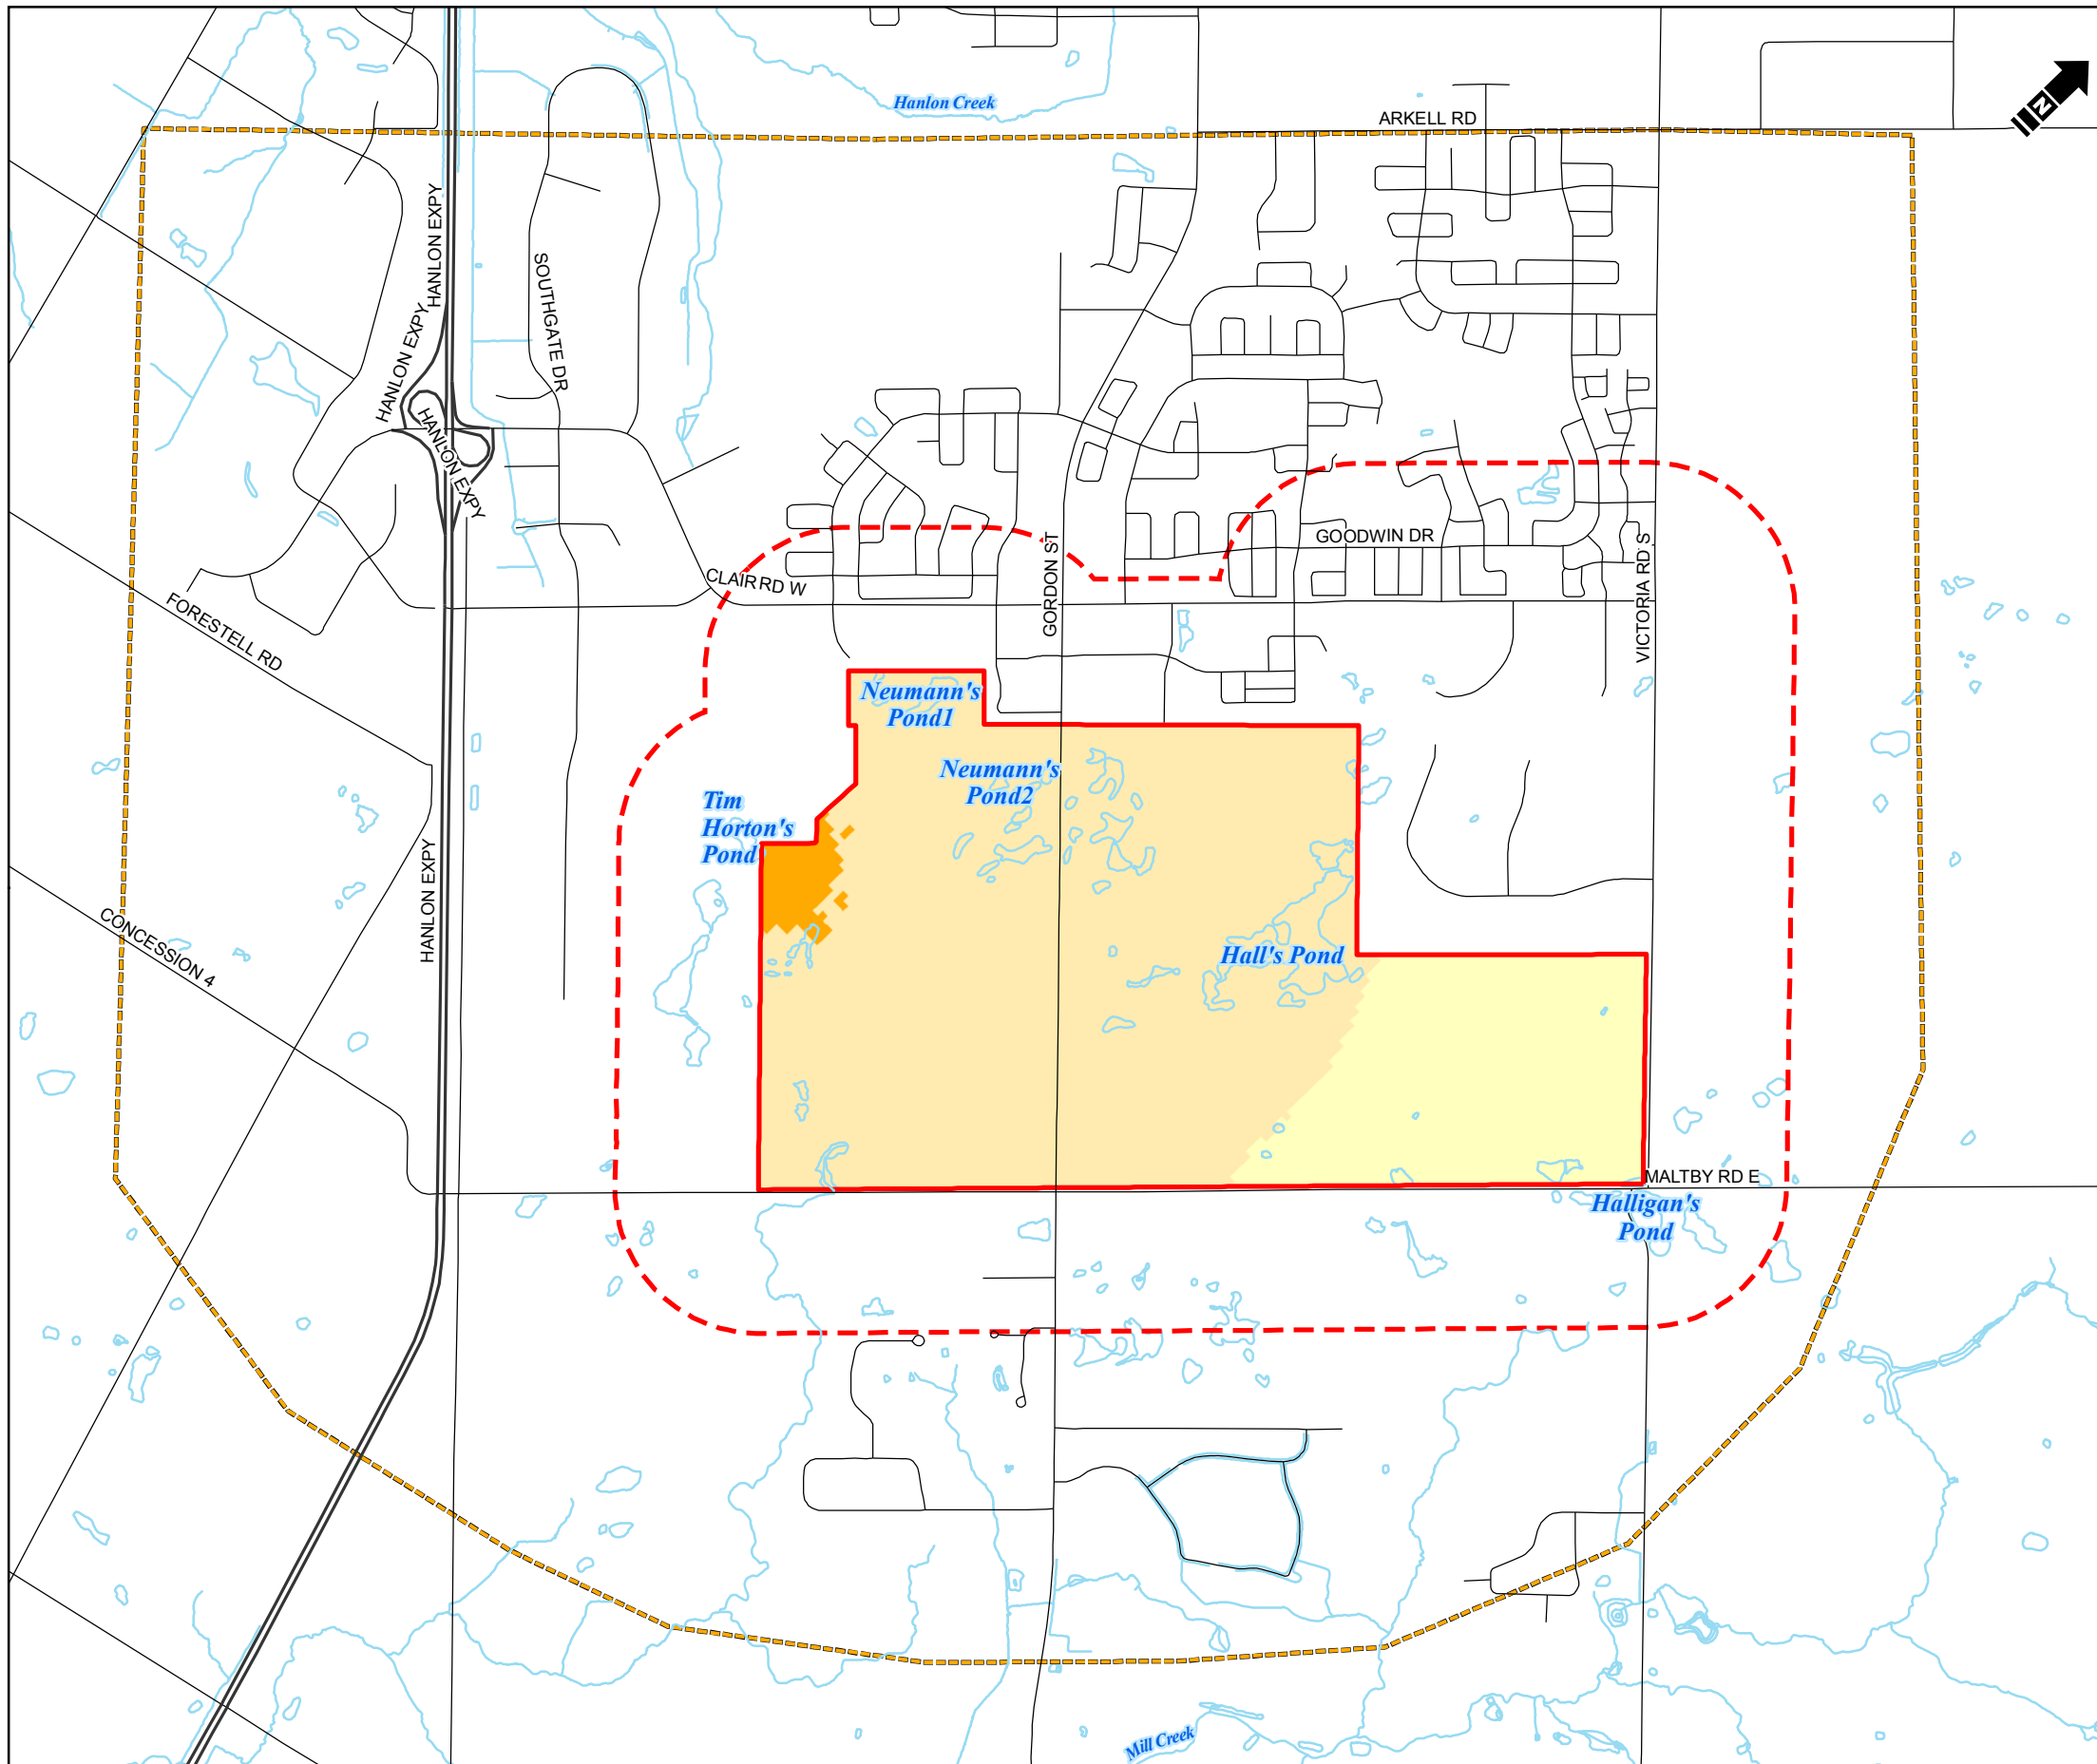 Hanlon Creek
ARKELL RD
N
HANLON EXPY
SOUTHGATE DR
HANLON EXPY
HANLON EXPY
GOODWIN DR
GORDON ST
VICTORIA RD S
CLAIR RD W
FORESTELL RD
Neumann's
Pond1
Neumann's
Pond2
Tim
Horton's
Pond
HANLON EXPY
CONCESSION 4
Hall's Pond
MALTBY RD E
Halligan's
Pond
Mill Creek